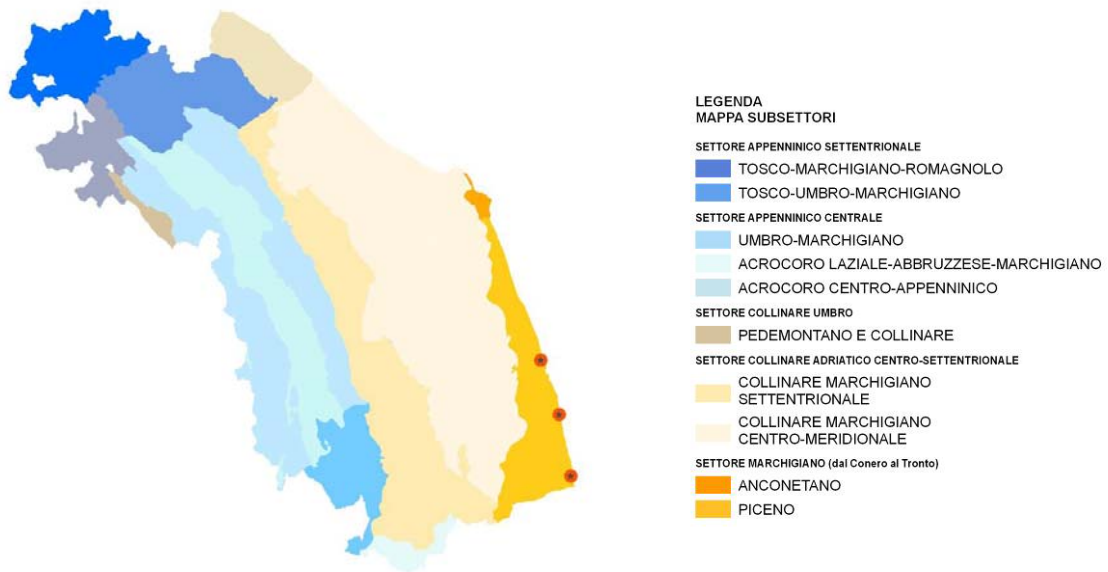 LEGENDA
MAPPA SUBSETTORI
SETTORE APPENNINICO SETTENTRIONALE
TOSCO-MARCHIGIANO-ROMAGNOLO
TOSCO-UMBRO-MARCHIGIANO
SETTORE APPENNINICO CENTRALE
UMBRO-MARCHIGIANO
ACROCORO LAZIALE-ABBRUZZESE-MARCHIGIANO
ACROCORO CENTRO-APPENNINICO
SETTORE COLLINARE UMBRO
PEDEMONTANO E COLLINARE
SETTORE COLLINARE ADRIATICO CENTRO-SETTENTRIONALE
COLLINARE MARCHIGIANO
SETTENTRIONALE
COLLINARE MARCHIGIANO
CENTRO-MERIDIONALE
SETTORE MARCHIGIANO (dal Conero al Tronto)
ANCONETANO
PICENO